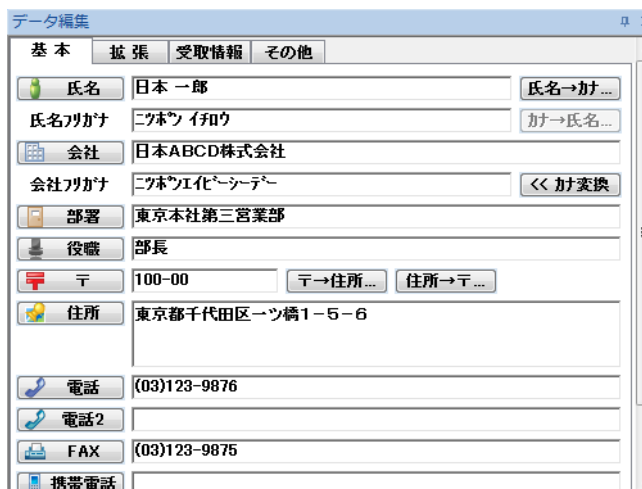 データ編集
基本 拡張 受取情報 その他
氏名 日本 一郎 氏名→ｶﾅ...
氏名ﾌﾘｶﾞﾅ ﾆﾂﾎﾟﾝ ｲﾁﾛｳ ｶﾅ→氏名...
会社 日本ABCD株式会社
会社ﾌﾘｶﾞﾅ ﾆﾂﾎﾟﾝｴｲﾋﾞｰｼｰﾃﾞｰ << ｶﾅ変換
部署 東京本社第三営業部
役職 部長
〒 100-00 〒→住所... 住所→〒...
住所 東京都千代田区一ツ橋１－５－６
電話 (03)123-9876
電話2
FAX (03)123-9875
携帯電話